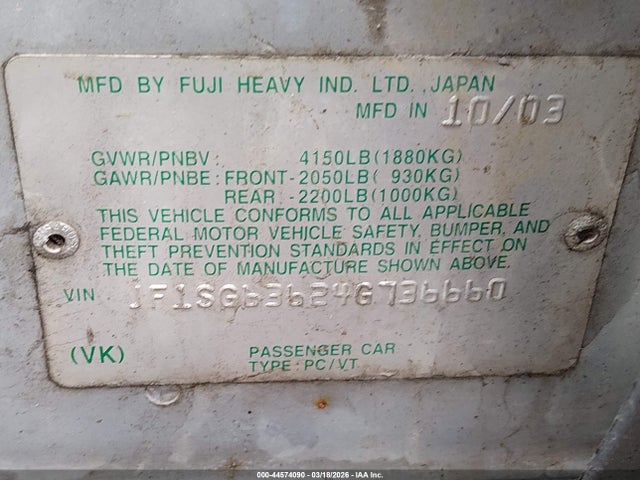 MFD BY FUJI HEAVY IND. LTD. JAPAN
MFD IN 10/03
GVWR/PNBV: 4150LB(1880KG)
GAWR/PNBE: FRONT-2050LB( 930KG)
REAR -2200LB(1000KG)
THIS VEHICLE CONFORMS TO ALL APPLICABLE
FEDERAL MOTOR VEHICLE SAFETY, BUMPER, AND
THEFT PREVENTION STANDARDS IN EFFECT ON
THE DATE OF MANUFACTURE SHOWN ABOVE.
VIN JF1SG63624G736660
(VK) PASSENGER CAR
TYPE: PC/VT
000-44574090 - 03/18/2026 - IAA Inc.